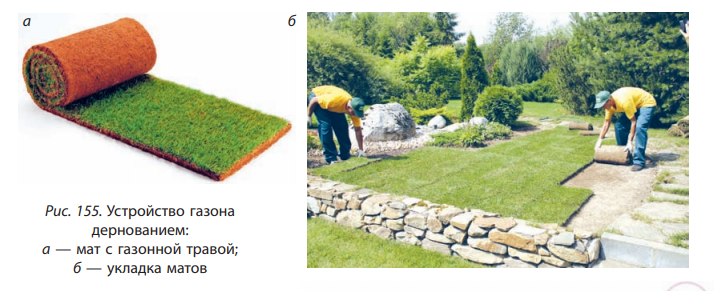 а
б
Рис. 155. Устройство газона
дернованием:
а — мат с газонной травой;
б — укладка матов